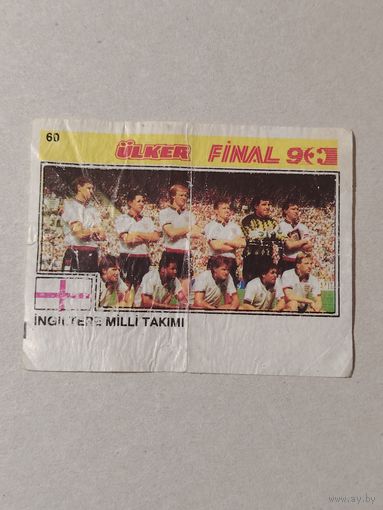 60
ÜLKER FİNAL 90
İNGİLTERE MİLLİ TAKIMI
www.ay.by